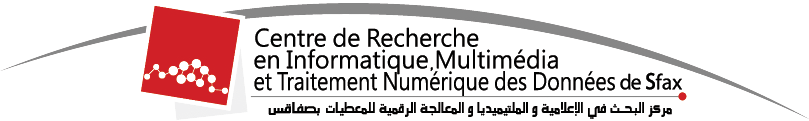 Centre de Recherche
en Informatique,Multimédia
et Traitement Numérique des Données de Sfax
مركز البحث في الإعلامية و الملتيميديا و المعالجة الرقمية للمعطيات بصفاقس